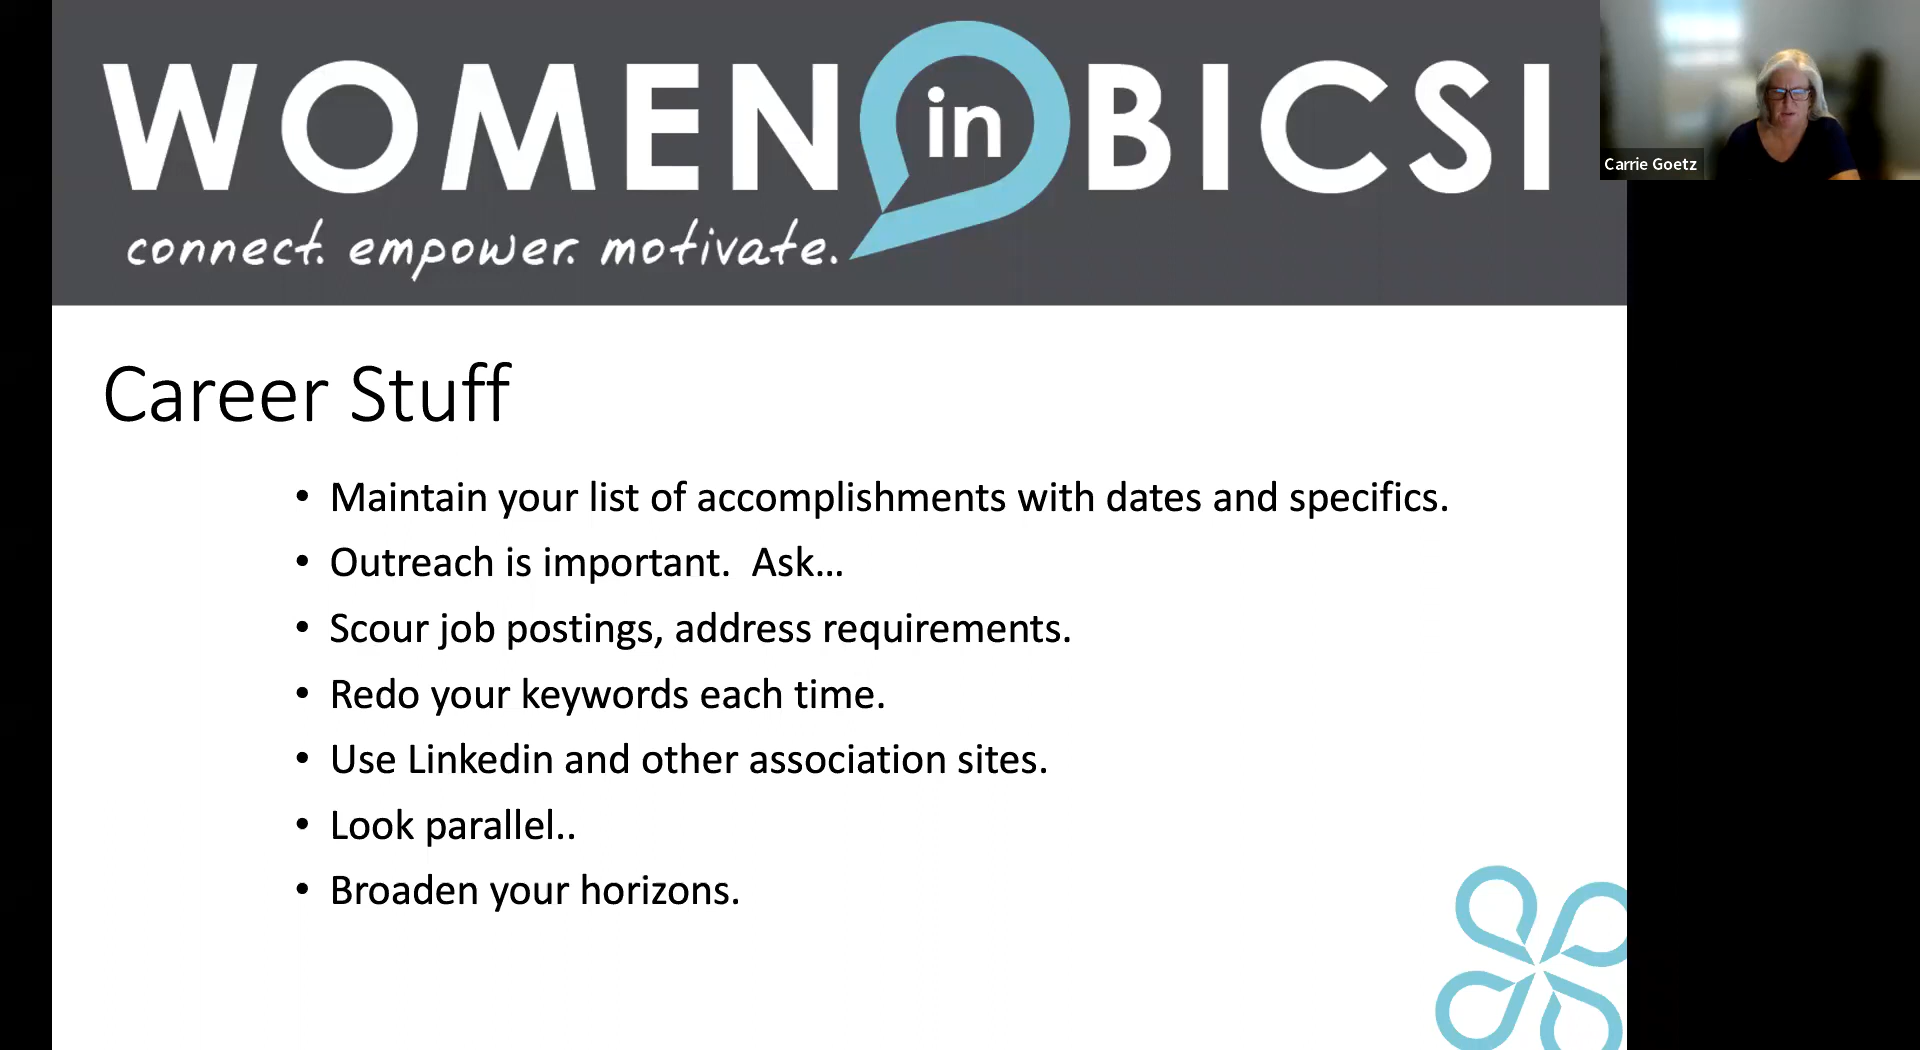 WOMEN in BICSI
connect. empower. motivate.
Carrie Goetz
Career Stuff
• Maintain your list of accomplishments with dates and specifics.
• Outreach is important.  Ask…
• Scour job postings, address requirements.
• Redo your keywords each time.
• Use Linkedin and other association sites.
• Look parallel..
• Broaden your horizons.